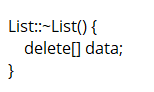 List::~List() {
    delete[] data;
}